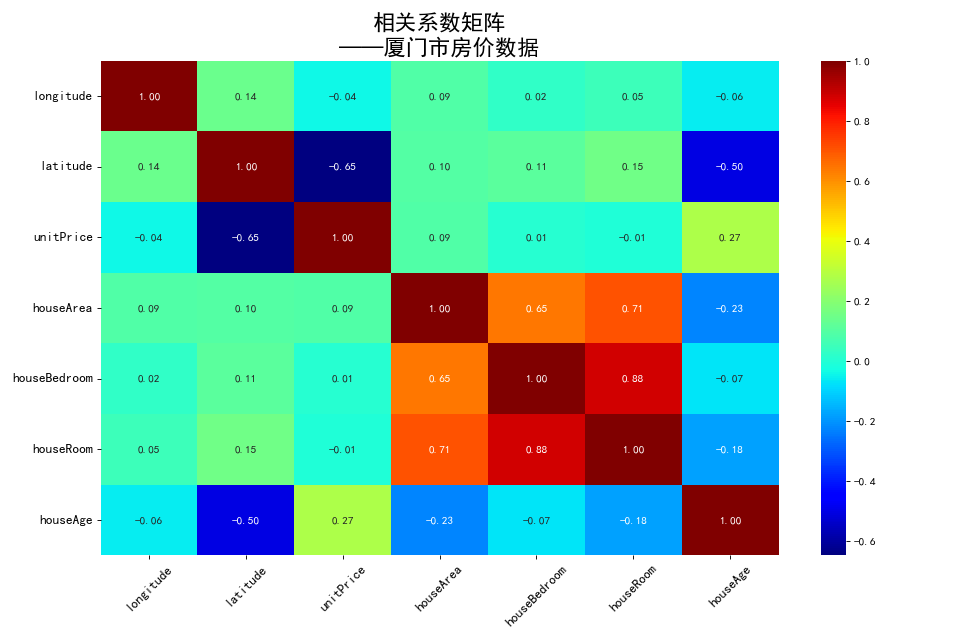 相关系数矩阵
——厦门市房价数据
longitude 1.00 0.14 -0.04 0.09 0.02 0.05 -0.06
latitude 0.14 1.00 -0.65 0.10 0.11 0.15 -0.50
unitPrice -0.04 -0.65 1.00 0.09 0.01 -0.01 0.27
houseArea 0.09 0.10 0.09 1.00 0.65 0.71 -0.23
houseBedroom 0.02 0.11 0.01 0.65 1.00 0.88 -0.07
houseRoom 0.05 0.15 -0.01 0.71 0.88 1.00 -0.18
houseAge -0.06 -0.50 0.27 -0.23 -0.07 -0.18 1.00
longitude latitude unitPrice houseArea houseBedroom houseRoom houseAge
1.0
0.8
0.6
0.4
0.2
0.0
-0.2
-0.4
-0.6